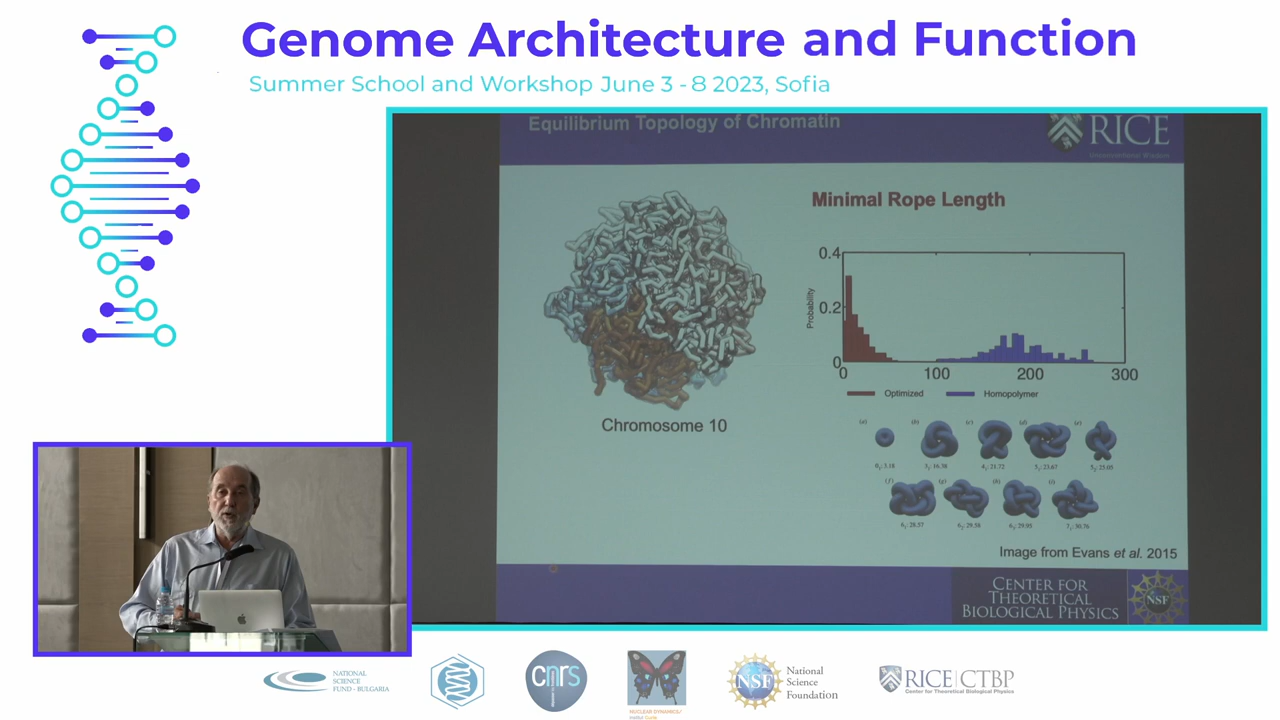 Genome Architecture and Function
Summer School and Workshop June 3 - 8 2023, Sofia
Equilibrium Topology of Chromatin
RICE
Minimal Rope Length
0.4
0.2
0
Probability
0 100 200 300
Optimized Homopolymer
Chromosome 10
(a) (b) (c) (d) (e)
(f) (g) (h) (i)
Image from Evans et al. 2015
CENTER FOR
THEORETICAL
BIOLOGICAL PHYSICS
NSF
NATIONAL
SCIENCE
FUND - BULGARIA
cnrs
NUCLEAR DYNAMICS/
NSF
National
Science
Foundation
RICE | CTBP
Center for Theoretical Biological Physics